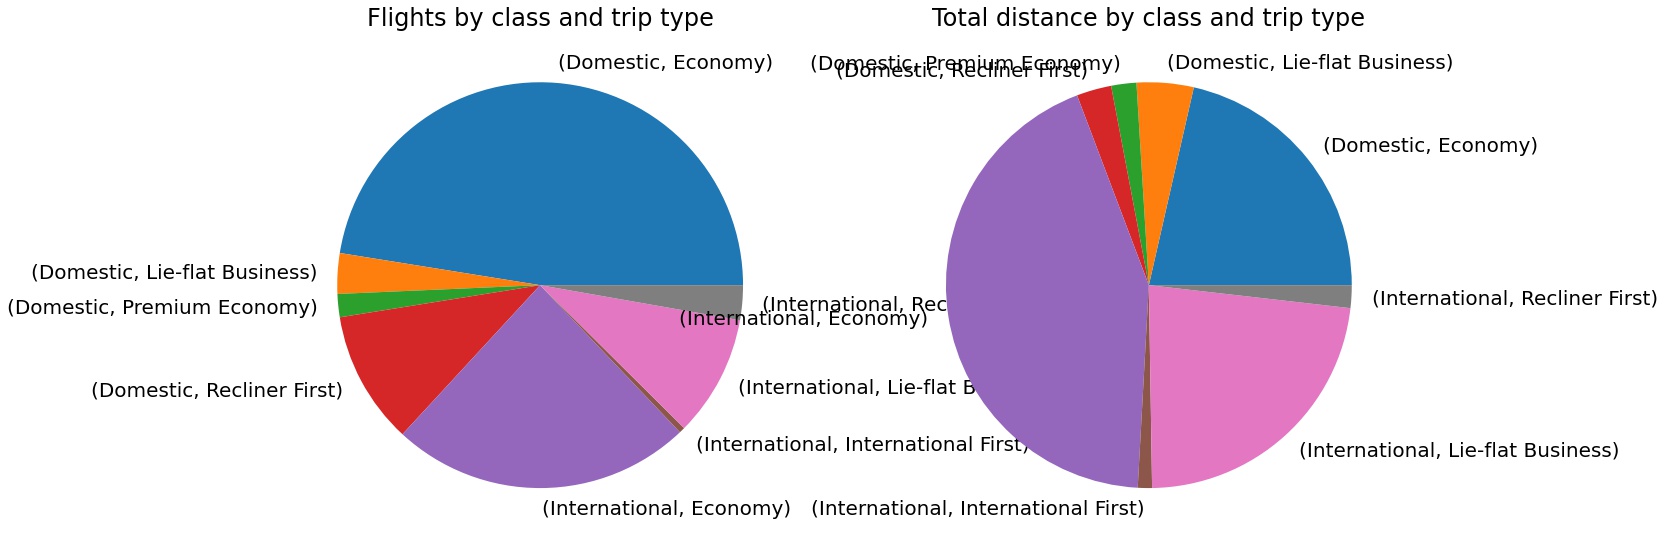 Flights by class and trip type
(Domestic, Economy)
(Domestic, Lie-flat Business)
(Domestic, Premium Economy)
(Domestic, Recliner First)
(International, Economy)
(International, International First)
(International, Lie-flat B
(International, Rec
Total distance by class and trip type
(Domestic, Economy)
(Domestic, Lie-flat Business)
(Domestic, Premium Economy)
(Domestic, Recliner First)
(International, Economy)
(International, International First)
(International, Lie-flat Business)
(International, Recliner First)